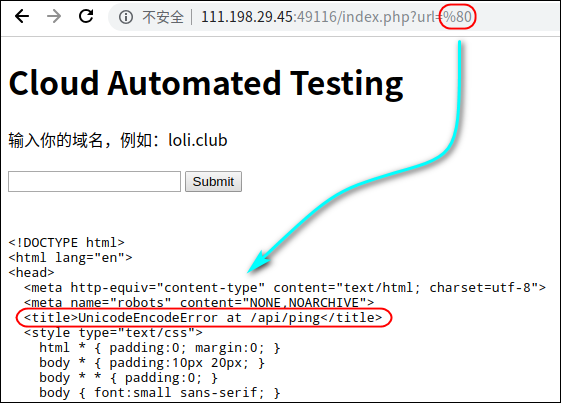 不安全 111.198.29.45:49116/index.php?url=%80
Cloud Automated Testing
输入你的域名，例如：loli.club
Submit
<!DOCTYPE html>
<html lang="en">
<head>
  <meta http-equiv="content-type" content="text/html; charset=utf-8">
  <meta name="robots" content="NONE,NOARCHIVE">
  <title>UnicodeEncodeError at /api/ping</title>
  <style type="text/css">
    html * { padding:0; margin:0; }
    body * { padding:10px 20px; }
    body * * { padding:0; }
    body { font:small sans-serif; }